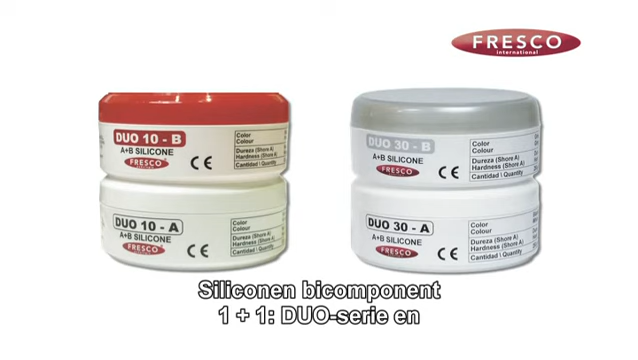 FRESCO
international
DUO 10 - B
A+B SILICONE
FRESCO
CE
Color
Colour
Dureza (Shore A)
Hardness (Shore A)
Cantidad \ Quantity
DUO 10 - A
A+B SILICONE
FRESCO
CE
Color
Colour
Dureza (Shore A)
Hardness (Shore A)
Cantidad \ Quantity
DUO 30 - B
A+B SILICONE
FRESCO
CE
Color
Colour
Dureza (Shore A)
Hardness (Shore A)
Cantidad \ Quantity
DUO 30 - A
A+B SILICONE
FRESCO
CE
Color
Colour
Dureza (Shore A)
Hardness (Shore A)
Cantidad \ Quantity
Siliconen bicomponent
1 + 1: DUO-serie en